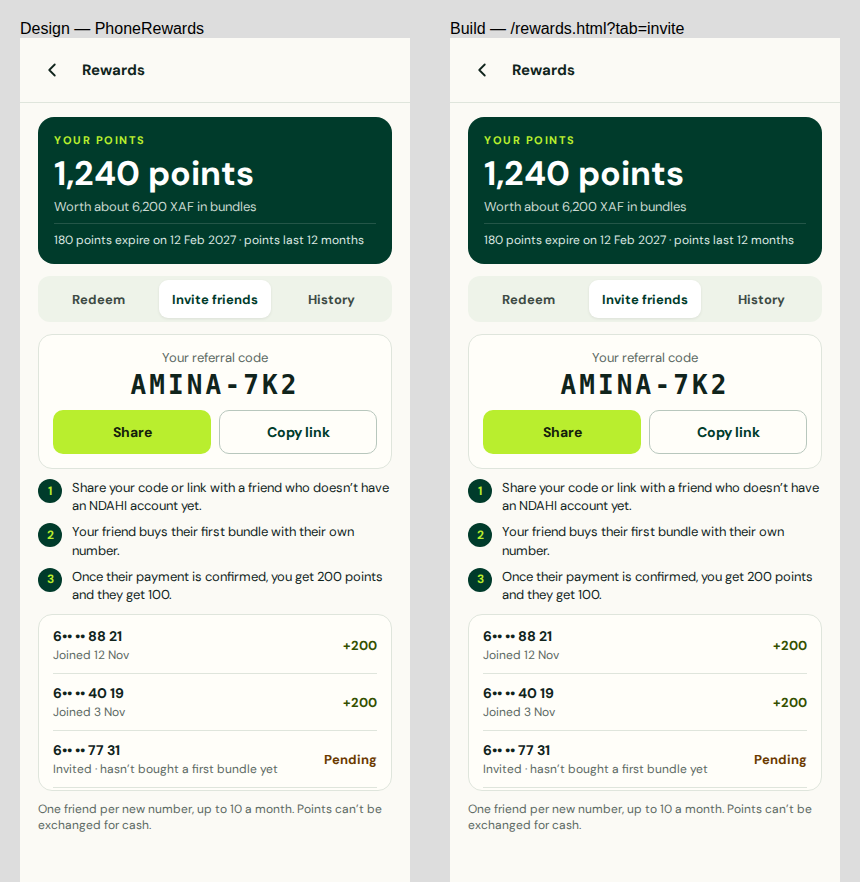 Design — PhoneRewards
Rewards
YOUR POINTS
1,240 points
Worth about 6,200 XAF in bundles
180 points expire on 12 Feb 2027 · points last 12 months
Redeem
Invite friends
History
Your referral code
AMINA-7K2
Share
Copy link
1
Share your code or link with a friend who doesn’t have
an NDAHI account yet.
2
Your friend buys their first bundle with their own
number.
3
Once their payment is confirmed, you get 200 points
and they get 100.
6•• •• 88 21
Joined 12 Nov
+200
6•• •• 40 19
Joined 3 Nov
+200
6•• •• 77 31
Invited · hasn’t bought a first bundle yet
Pending
One friend per new number, up to 10 a month. Points can’t be
exchanged for cash.
Build — /rewards.html?tab=invite
Rewards
YOUR POINTS
1,240 points
Worth about 6,200 XAF in bundles
180 points expire on 12 Feb 2027 · points last 12 months
Redeem
Invite friends
History
Your referral code
AMINA-7K2
Share
Copy link
1
Share your code or link with a friend who doesn’t have
an NDAHI account yet.
2
Your friend buys their first bundle with their own
number.
3
Once their payment is confirmed, you get 200 points
and they get 100.
6•• •• 88 21
Joined 12 Nov
+200
6•• •• 40 19
Joined 3 Nov
+200
6•• •• 77 31
Invited · hasn’t bought a first bundle yet
Pending
One friend per new number, up to 10 a month. Points can’t be
exchanged for cash.